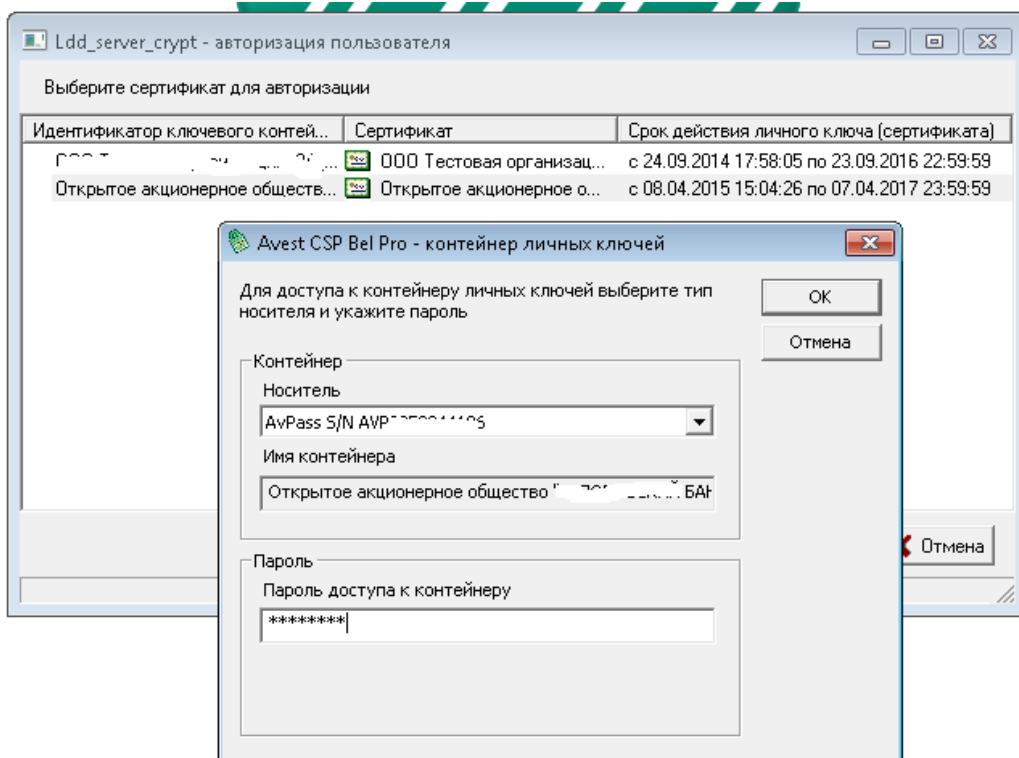 Ldd_server_crypt - авторизация пользователя
Выберите сертификат для авторизации
Идентификатор ключевого контей... Сертификат Срок действия личного ключа (сертификата)
ООО Тестовая организац... с 24.09.2014 17:58:05 по 23.09.2016 22:59:59
Открытое акционерное обществ... Открытое акционерное о... с 08.04.2015 15:04:26 по 07.04.2017 23:59:59
Avest CSP Bel Pro - контейнер личных ключей
Для доступа к контейнеру личных ключей выберите тип
носителя и укажите пароль
OK
Отмена
Контейнер
Носитель
AvPass S/N
Имя контейнера
Открытое акционерное общество
Отмена
Пароль
Пароль доступа к контейнеру
********